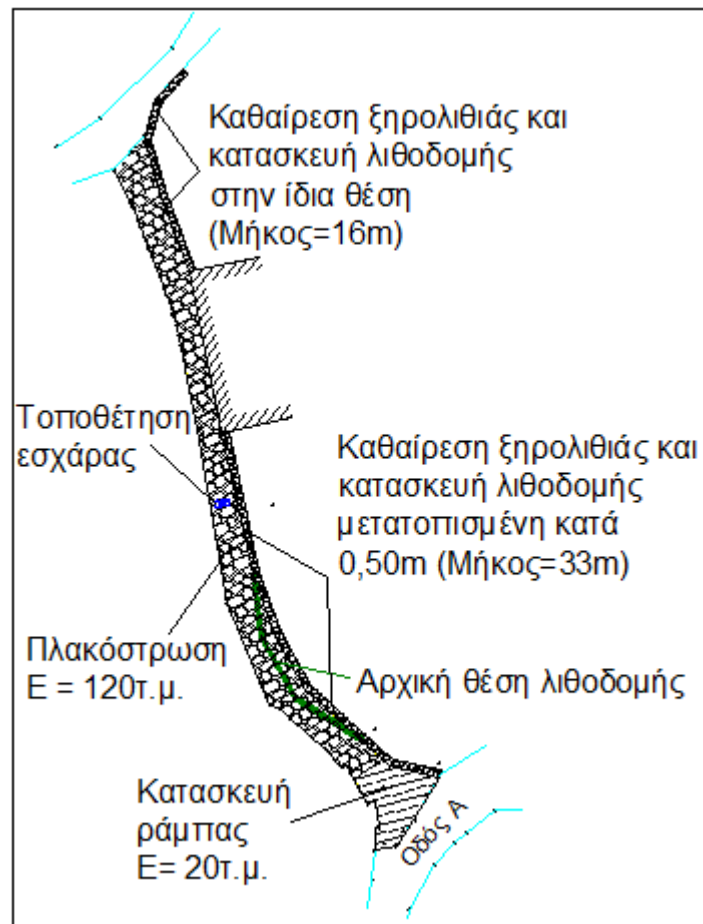 Καθαίρεση ξηρολιθιάς και
κατασκευή λιθοδομής
στην ίδια θέση
(Μήκος=16m)
Τοποθέτηση
εσχάρας
Καθαίρεση ξηρολιθιάς και
κατασκευή λιθοδομής
μετατοπισμένη κατά
0,50m (Μήκος=33m)
Πλακόστρωση
Ε = 120τ.μ.
Αρχική θέση λιθοδομής
Κατασκευή
ράμπας
Ε= 20τ.μ.
Οδός Α